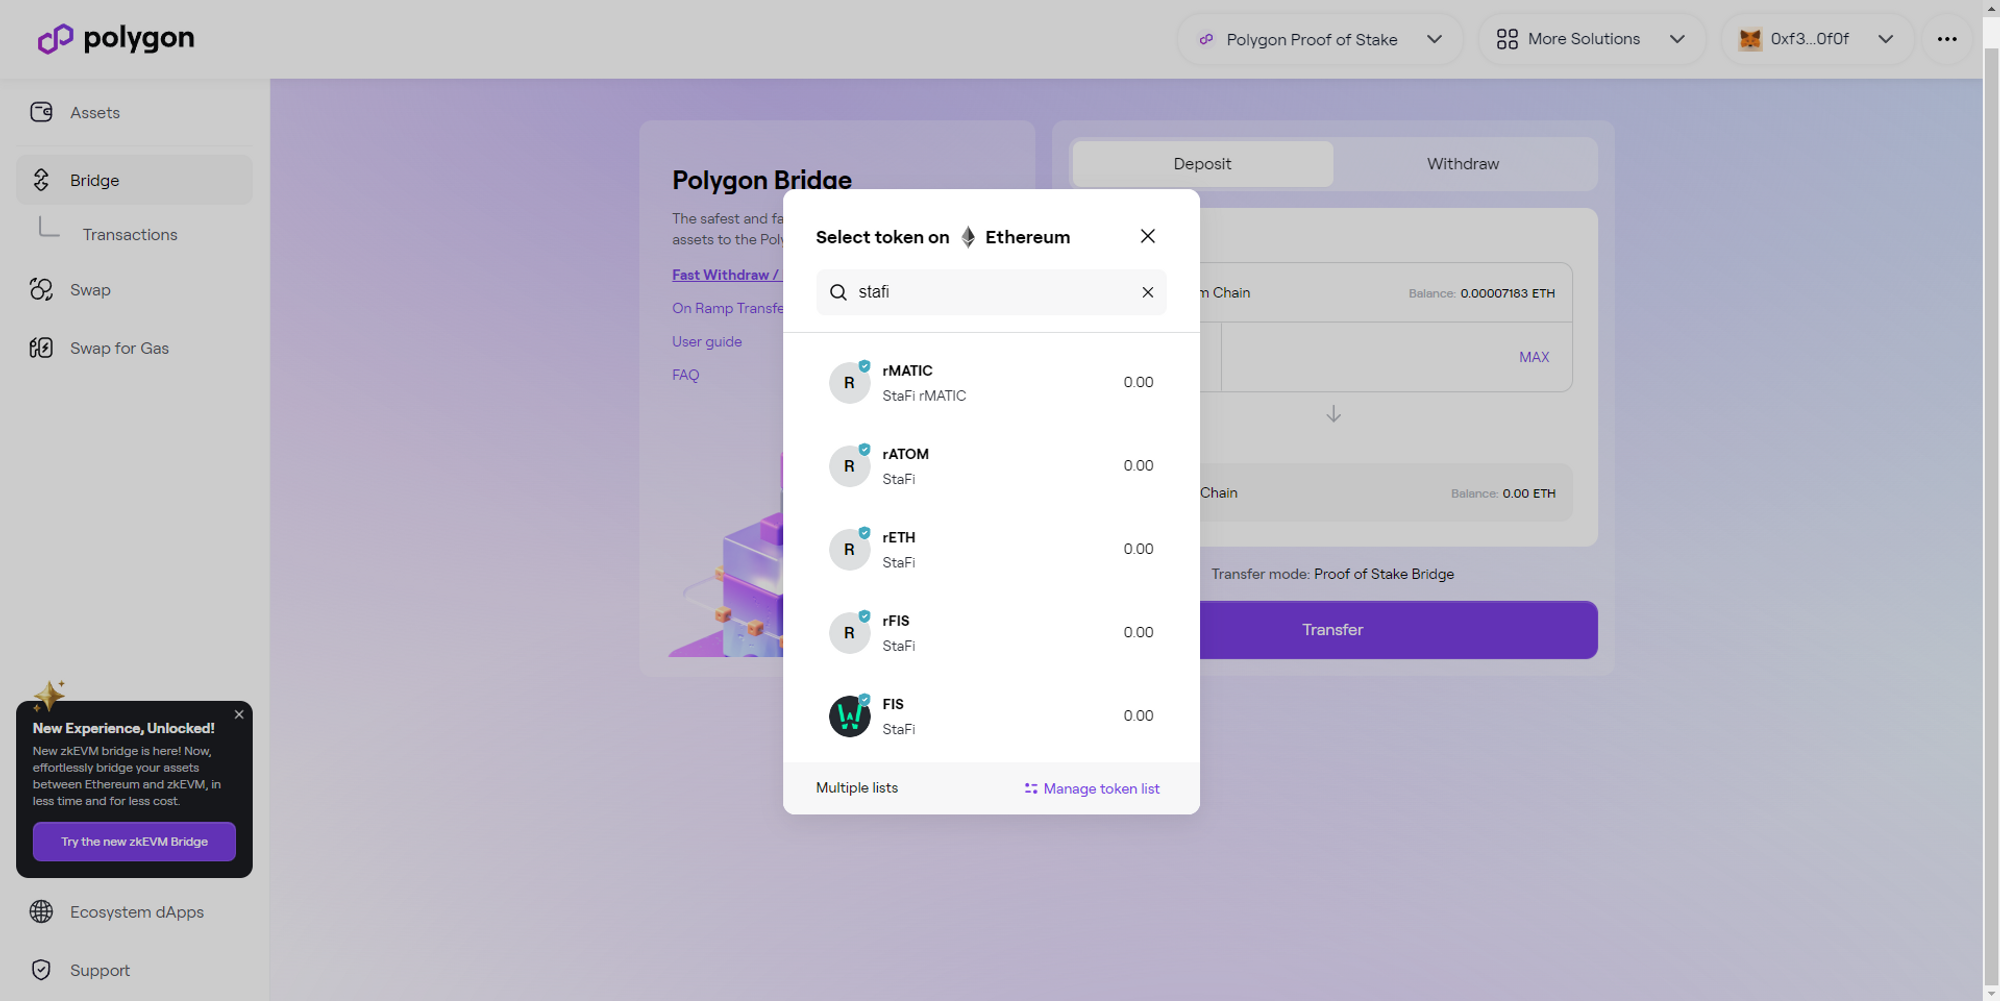 polygon
Polygon Proof of Stake
More Solutions
0xf3...0f0f
Assets
Bridge
Transactions
Swap
Swap for Gas
New Experience, Unlocked!
New zkEVM bridge is here! Now,
effortlessly bridge your assets
between Ethereum and zkEVM, in
less time and for less cost.
Try the new zkEVM Bridge
Ecosystem dApps
Support
Polygon Bridge
The safest and fa
assets to the Pol
Fast Withdraw /
On Ramp Transfe
User guide
FAQ
Deposit
Withdraw
m Chain
Balance: 0.00007183 ETH
MAX
Chain
Balance: 0.00 ETH
Transfer mode: Proof of Stake Bridge
Transfer
Select token on Ethereum
stafi
R
rMATIC
StaFi rMATIC
0.00
R
rATOM
StaFi
0.00
R
rETH
StaFi
0.00
R
rFIS
StaFi
0.00
FIS
StaFi
0.00
Multiple lists
Manage token list